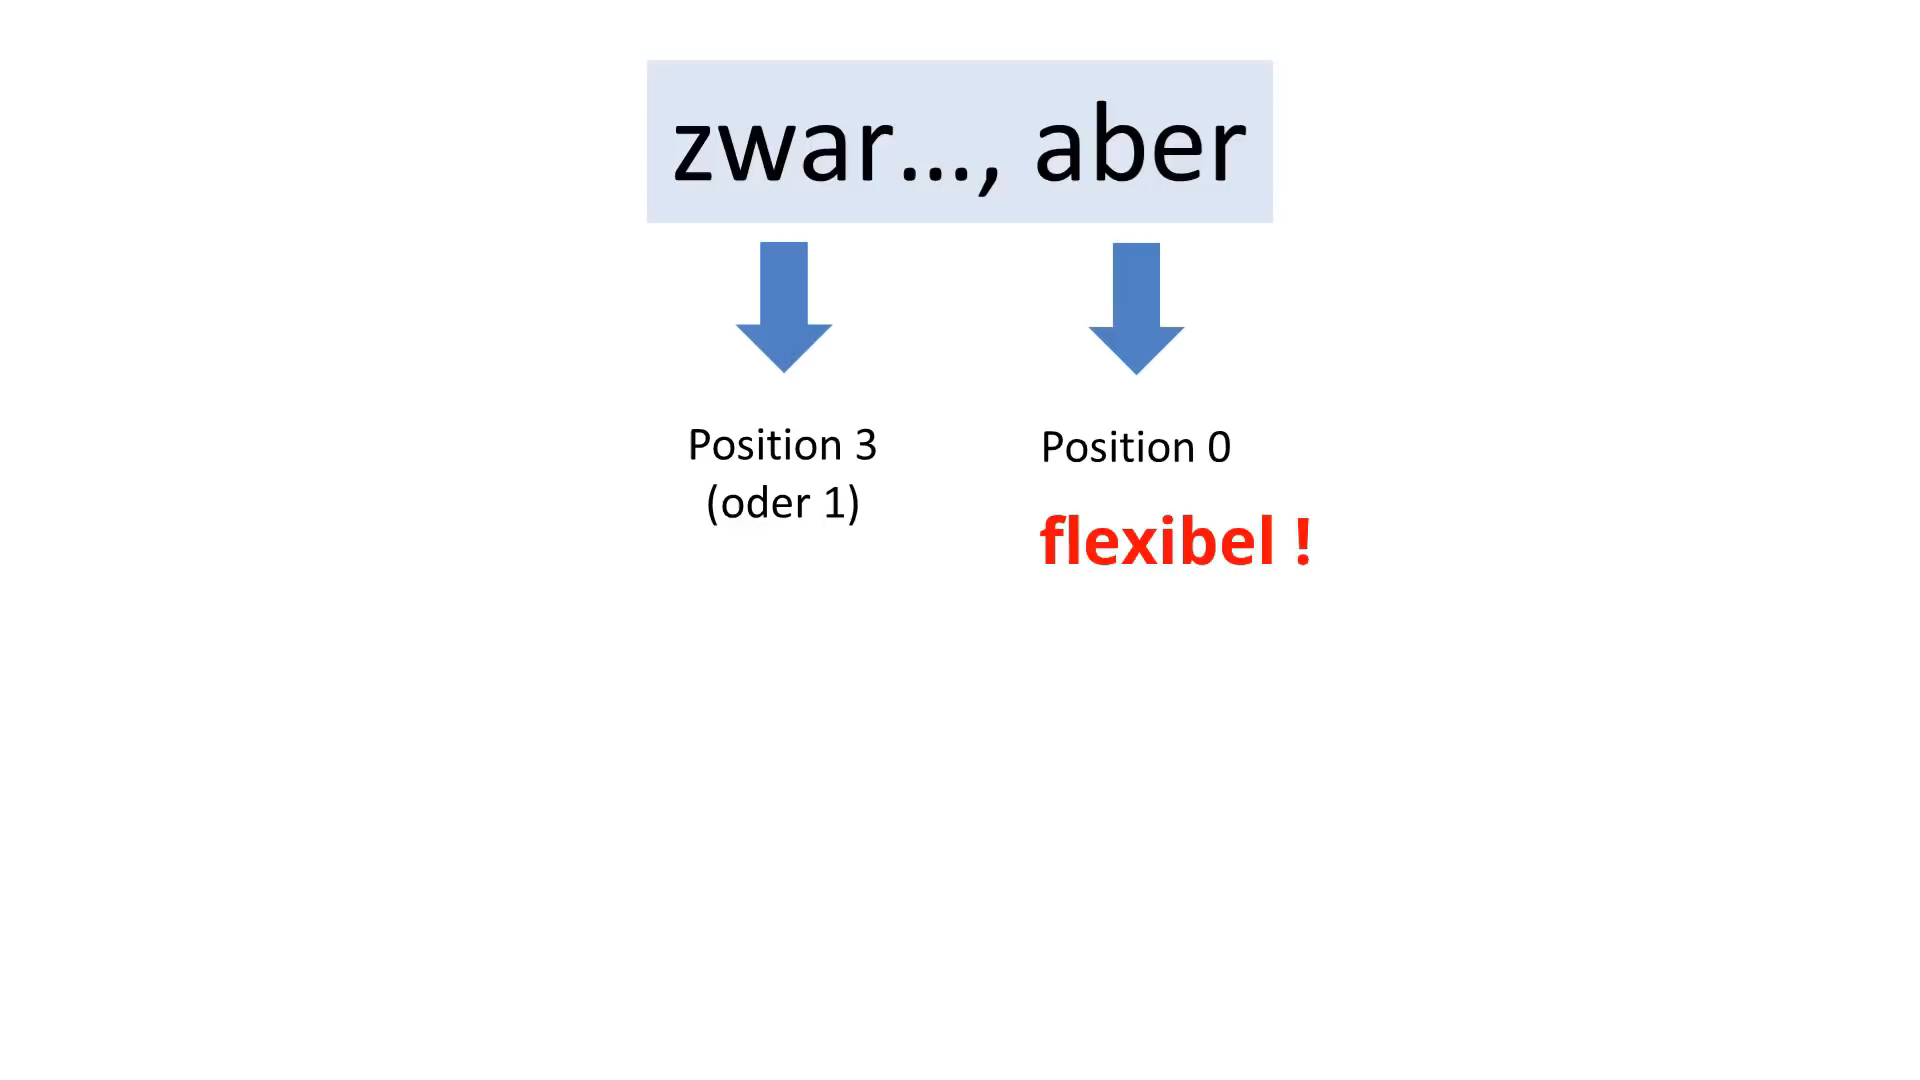 zwar..., aber
Position 3
(oder 1)
Position 0
flexibel !